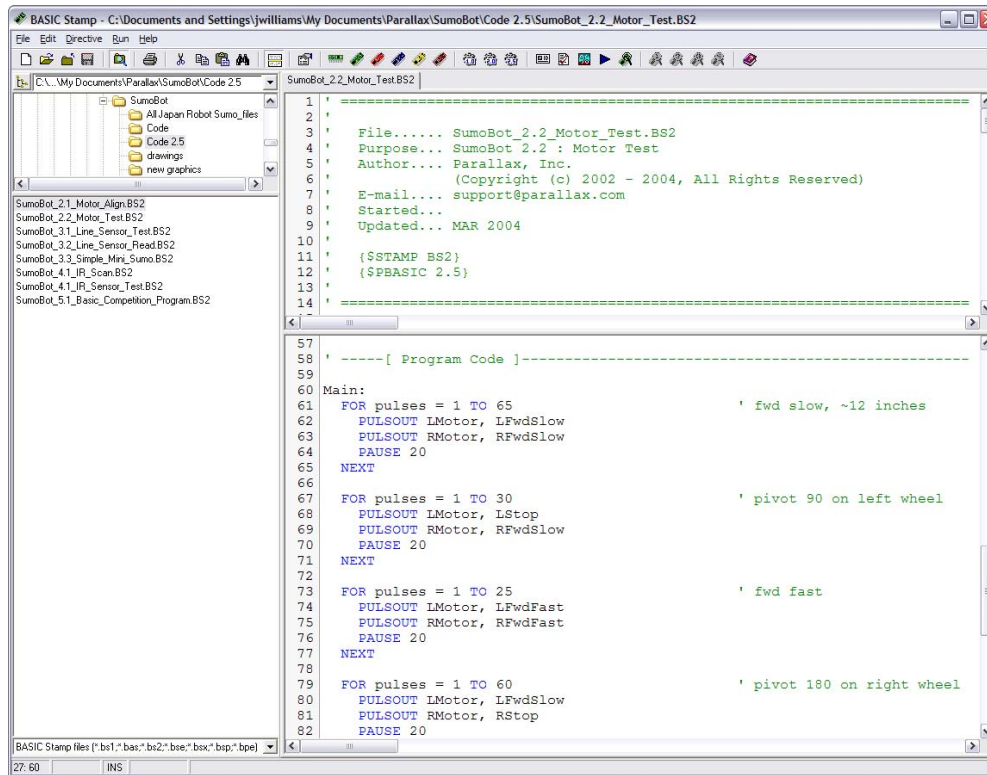 BASIC Stamp - C:\Documents and Settings\jwilliams\My Documents\Parallax\SumoBot\Code 2.5\SumoBot_2.2_Motor_Test.BS2
File Edit Directive Run Help
C:\...\My Documents\Parallax\SumoBot\Code 2.5
SumoBot
All Japan Robot Sumo_files
Code
Code 2.5
drawings
new graphics
SumoBot_2.1_Motor_Align.BS2
SumoBot_2.2_Motor_Test.BS2
SumoBot_3.1_Line_Sensor_Test.BS2
SumoBot_3.2_Line_Sensor_Read.BS2
SumoBot_3.3_Simple_Mini_Sumo.BS2
SumoBot_4.1_IR_Scan.BS2
SumoBot_4.1_IR_Sensor_Test.BS2
SumoBot_5.1_Basic_Competition_Program.BS2
BASIC Stamp files (*.bs1;*.bas;*.bs2;*.bse;*.bsx;*.bsp;*.bpe)
SumoBot_2.2_Motor_Test.BS2
1 ' =========================================================================
2 '
3 '   File...... SumoBot_2.2_Motor_Test.BS2
4 '   Purpose... SumoBot 2.2 : Motor Test
5 '   Author.... Parallax, Inc.
6 '              (Copyright (c) 2002 - 2004, All Rights Reserved)
7 '   E-mail.... support@parallax.com
8 '   Started...
9 '   Updated... MAR 2004
10 '
11 '   {$STAMP BS2}
12 '   {$PBASIC 2.5}
13 '
14 ' =========================================================================
57
58 ' -----[ Program Code ]----------------------------------------------------
59
60 Main:
61   FOR pulses = 1 TO 65                          ' fwd slow, ~12 inches
62     PULSOUT LMotor, LFwdSlow
63     PULSOUT RMotor, RFwdSlow
64     PAUSE 20
65   NEXT
66
67   FOR pulses = 1 TO 30                          ' pivot 90 on left wheel
68     PULSOUT LMotor, LStop
69     PULSOUT RMotor, RFwdSlow
70     PAUSE 20
71   NEXT
72
73   FOR pulses = 1 TO 25                          ' fwd fast
74     PULSOUT LMotor, LFwdFast
75     PULSOUT RMotor, RFwdFast
76     PAUSE 20
77   NEXT
78
79   FOR pulses = 1 TO 60                          ' pivot 180 on right wheel
80     PULSOUT LMotor, LFwdSlow
81     PULSOUT RMotor, RStop
82     PAUSE 20
27: 60 INS